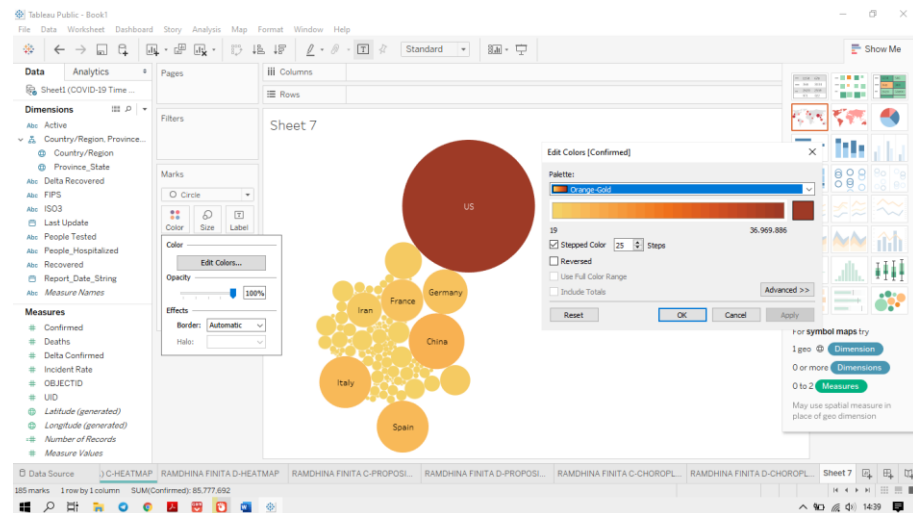 Tableau Public - Book1
File Data Worksheet Dashboard Story Analysis Map Format Window Help
Standard
Show Me
Data Analytics
Sheet1 (COVID-19 Time ...
Dimensions
Abc Active
Country/Region, Province...
Country/Region
Province_State
Abc Delta Recovered
Abc FIPS
Abc ISO3
Last Update
Abc People Tested
Abc People_Hospitalized
Abc Recovered
Report_Date_String
Abc Measure Names
Measures
# Confirmed
# Deaths
# Delta Confirmed
# Incident Rate
# OBJECTID
# UID
Latitude (generated)
Longitude (generated)
Number of Records
# Measure Values
Pages
Filters
Marks
Circle
Color Size Label
Color
Edit Colors...
Opacity
100%
Effects
Border: Automatic
Halo:
Columns
Rows
Sheet 7
US
Germany
France
Iran
China
Italy
Spain
Edit Colors [Confirmed]
Palette:
Orange-Gold
19 36.969.886
Stepped Color 25 Steps
Reversed
Use Full Color Range
Include Totals
Advanced >>
Reset OK Cancel Apply
For symbol maps try
1 geo Dimension
0 or more Dimensions
0 to 2 Measures
May use spatial measure in
place of geo dimension
Data Source ) C-HEATMAP RAMDHINA FINITA D-HEATMAP RAMDHINA FINITA C-PROPOSI... RAMDHINA FINITA D-PROPOSI... RAMDHINA FINITA C-CHOROPL... RAMDHINA FINITA D-CHOROPL... Sheet 7
185 marks 1 row by 1 column SUM(Confirmed): 85.777.692
14:39